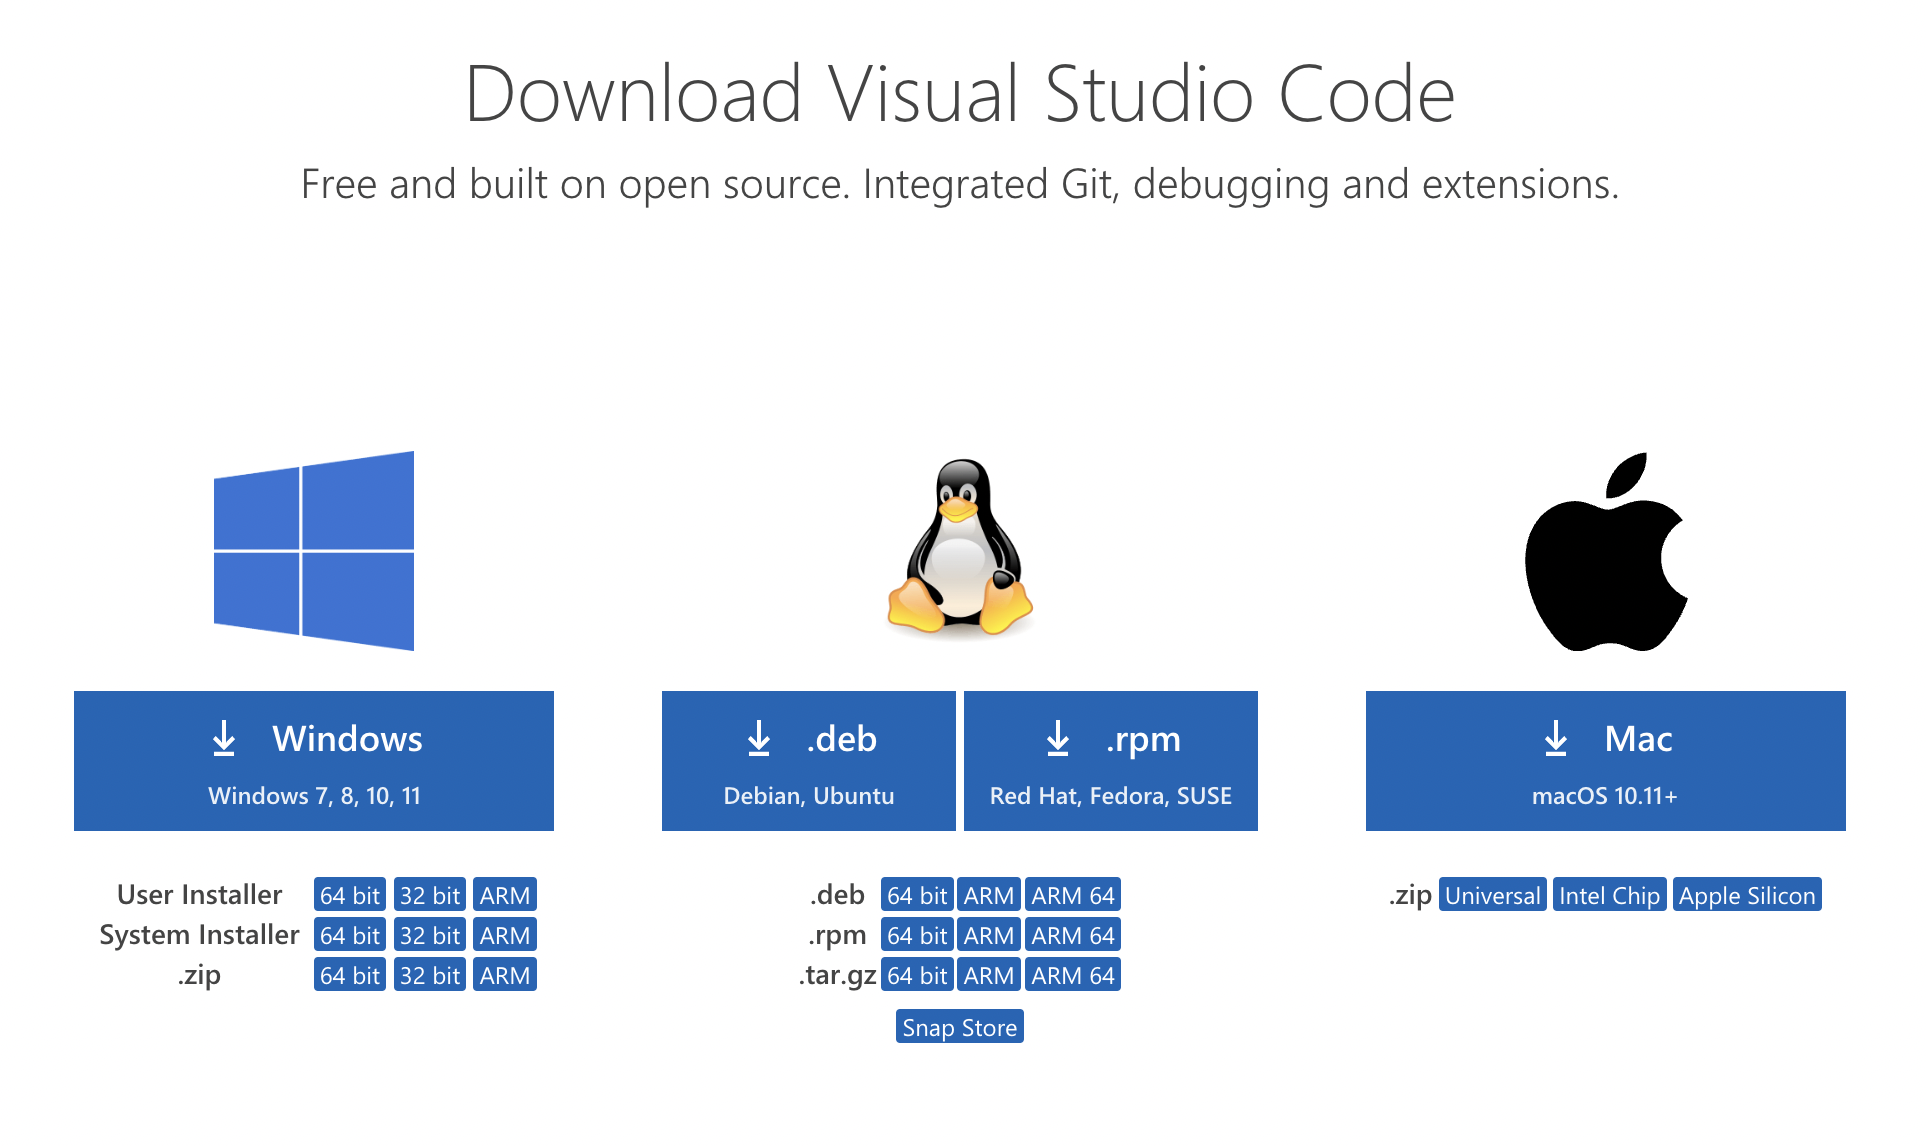 Download Visual Studio Code
Free and built on open source. Integrated Git, debugging and extensions.
Windows
Windows 7, 8, 10, 11
User Installer 64 bit 32 bit ARM
System Installer 64 bit 32 bit ARM
.zip 64 bit 32 bit ARM
.deb
Debian, Ubuntu
.rpm
Red Hat, Fedora, SUSE
.deb 64 bit ARM ARM 64
.rpm 64 bit ARM ARM 64
.tar.gz 64 bit ARM ARM 64
Snap Store
Mac
macOS 10.11+
.zip Universal Intel Chip Apple Silicon